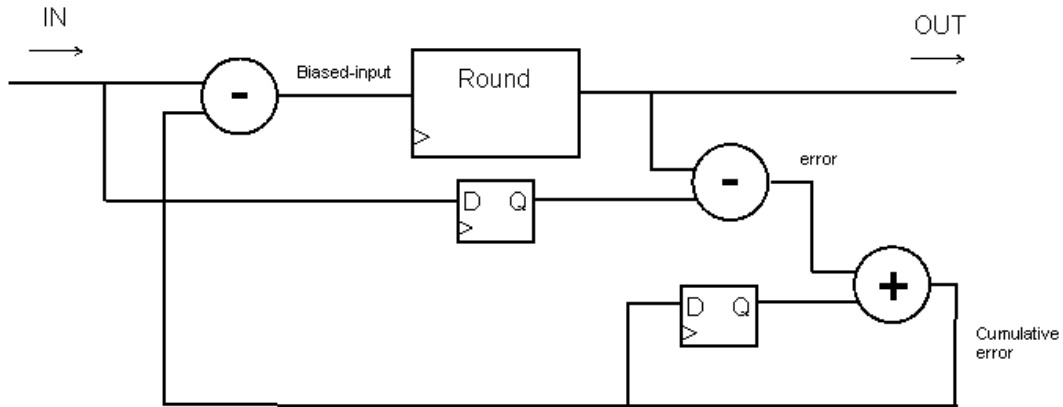 IN
OUT
Biased-input
Round
-
-
error
D Q
+
D Q
Cumulative
error